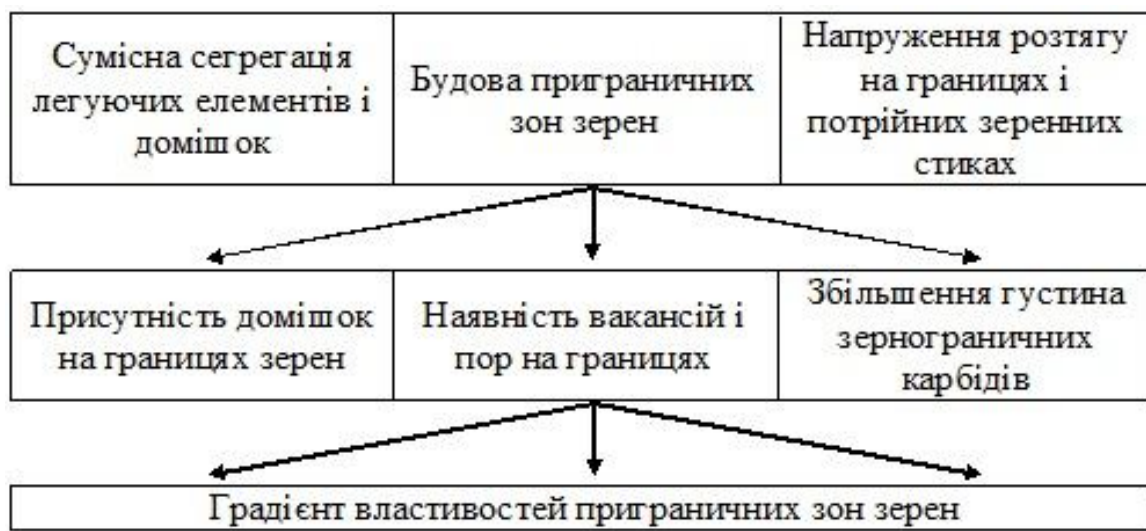 Сумісна сегрегація
легуючих елементів і
домішок
Будова приграничних
зон зерен
Напруження розтягу
на границях і
потрійних зеренних
стиках
Присутність домішок
на границях зерен
Наявність вакансій і
пор на границях
Збільшення густина
зернограничних
карбідів
Градієнт властивостей приграничних зон зерен